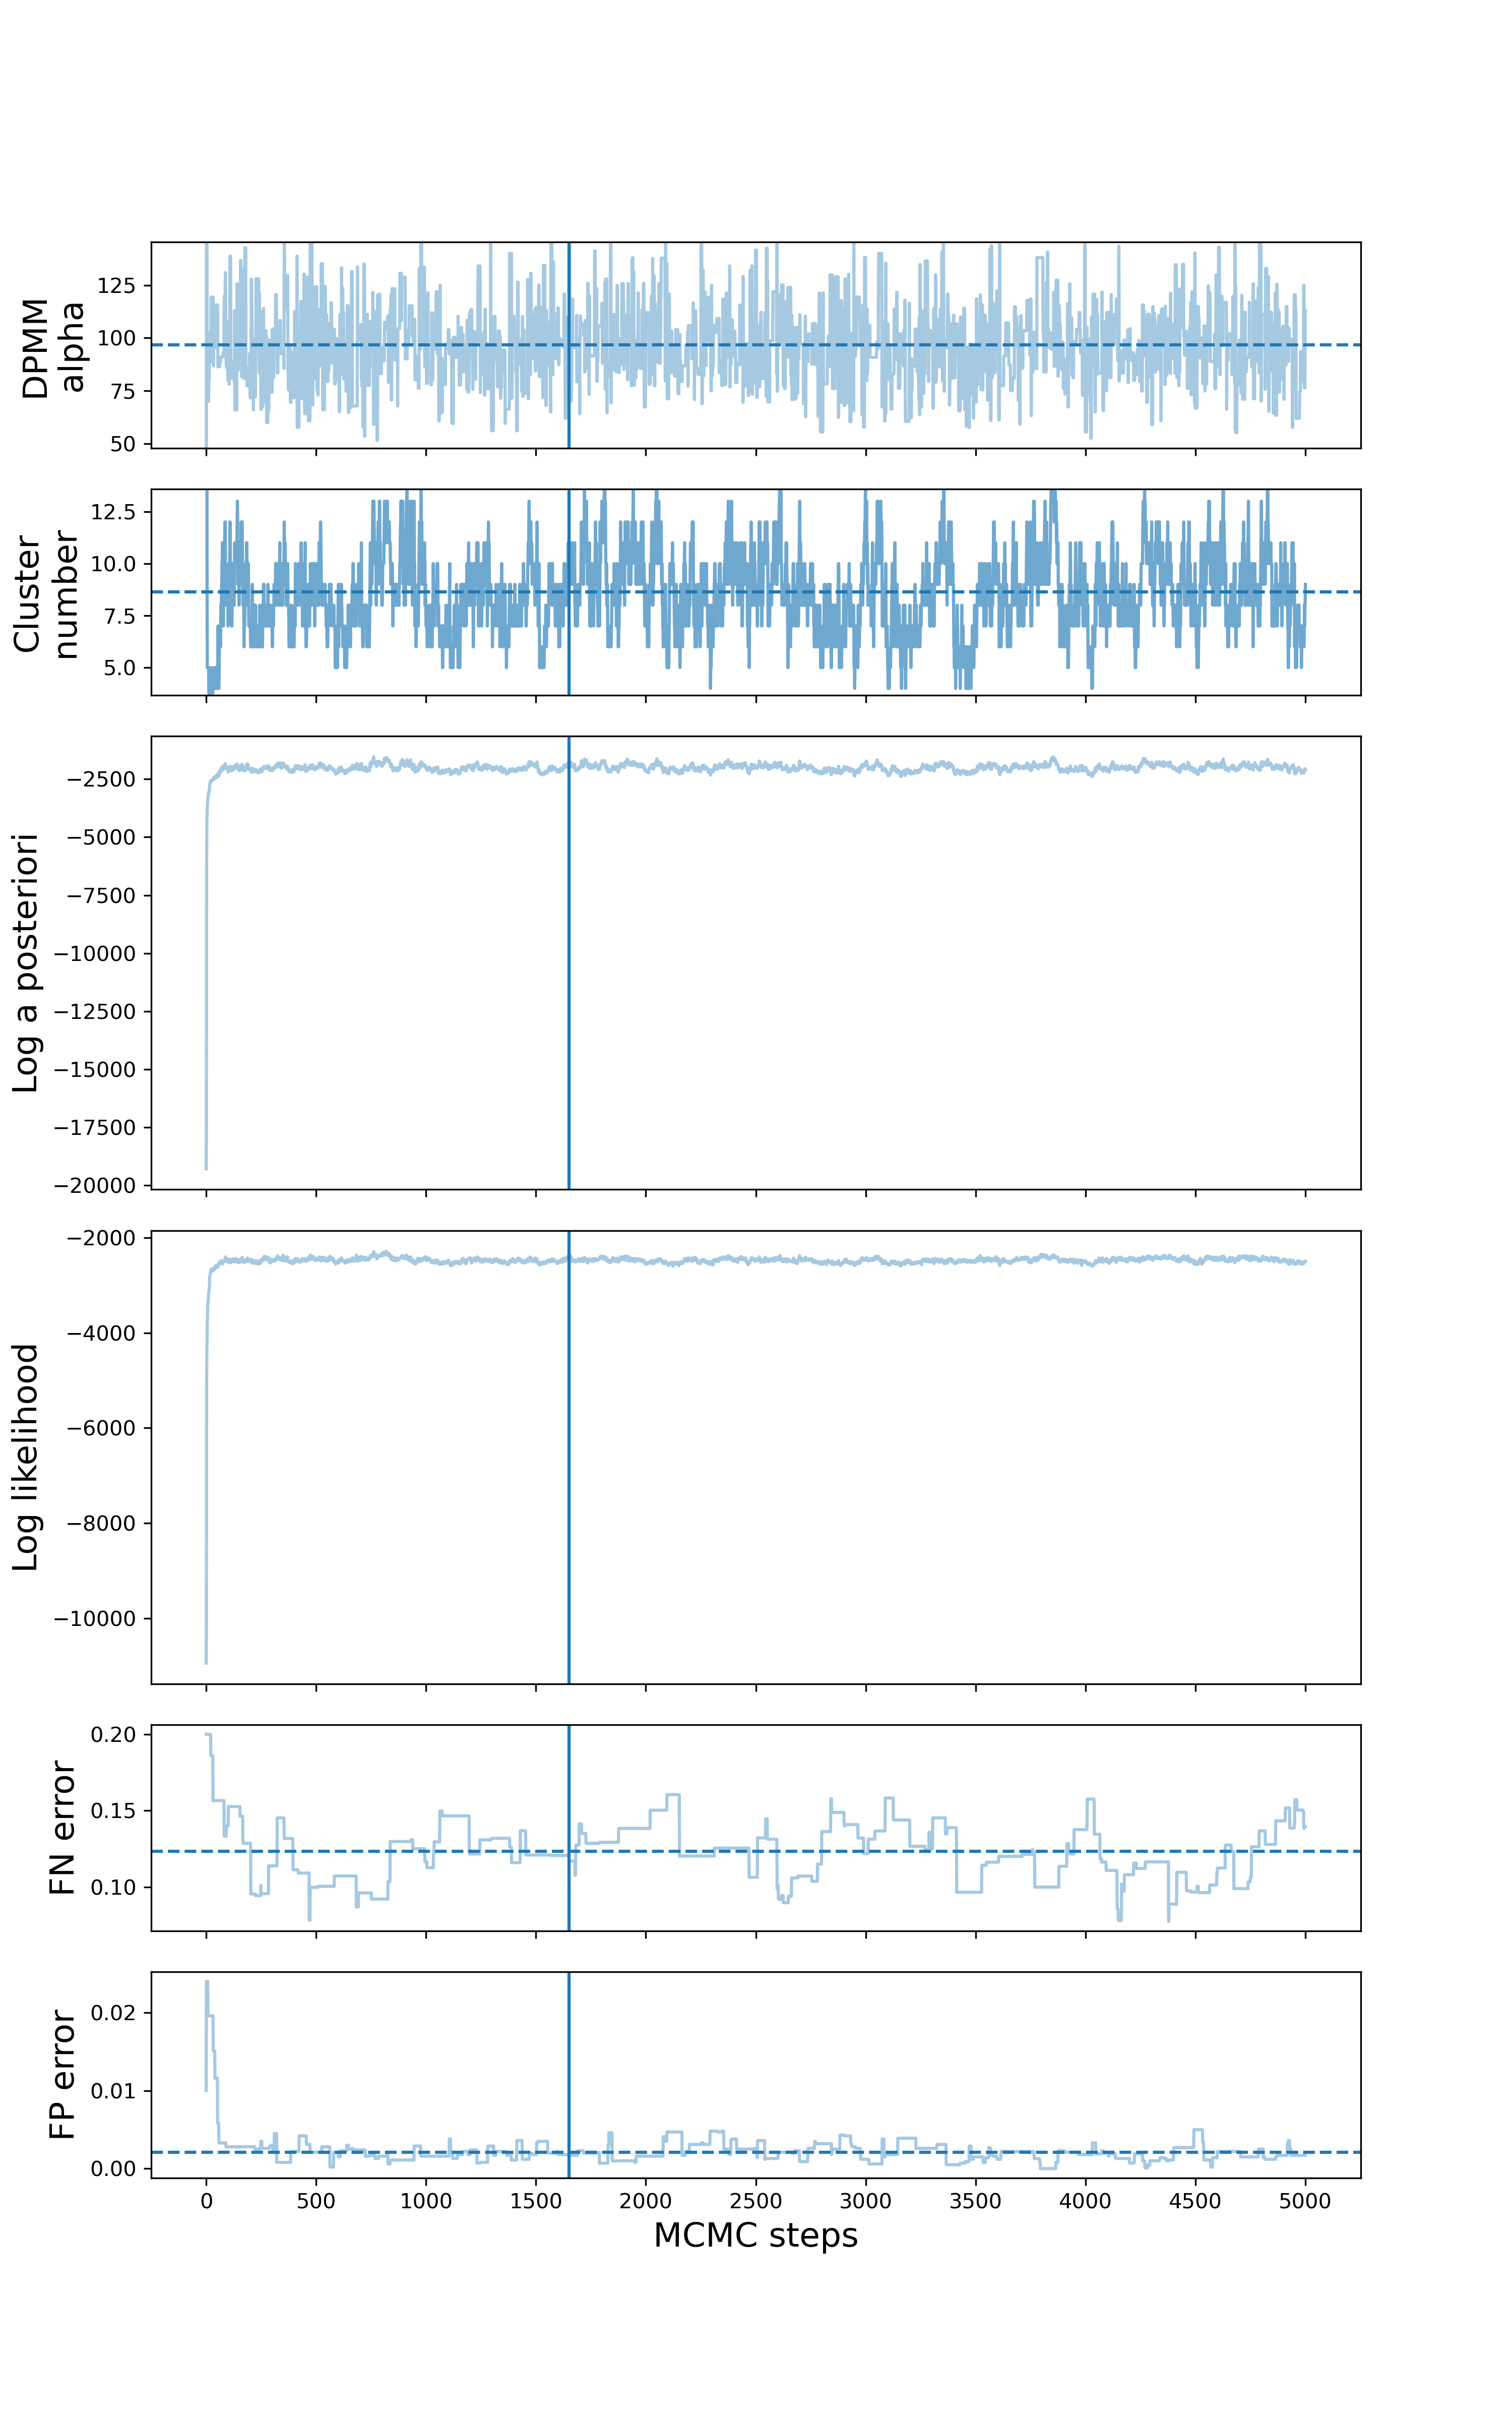 DPMM
alpha
125
100
75
50
Cluster
number
12.5
10.0
7.5
5.0
Log a posteriori
−2500
−5000
−7500
−10000
−12500
−15000
−17500
−20000
Log likelihood
−2000
−4000
−6000
−8000
−10000
FN error
0.20
0.15
0.10
FP error
0.02
0.01
0.00
0 500 1000 1500 2000 2500 3000 3500 4000 4500 5000
MCMC steps